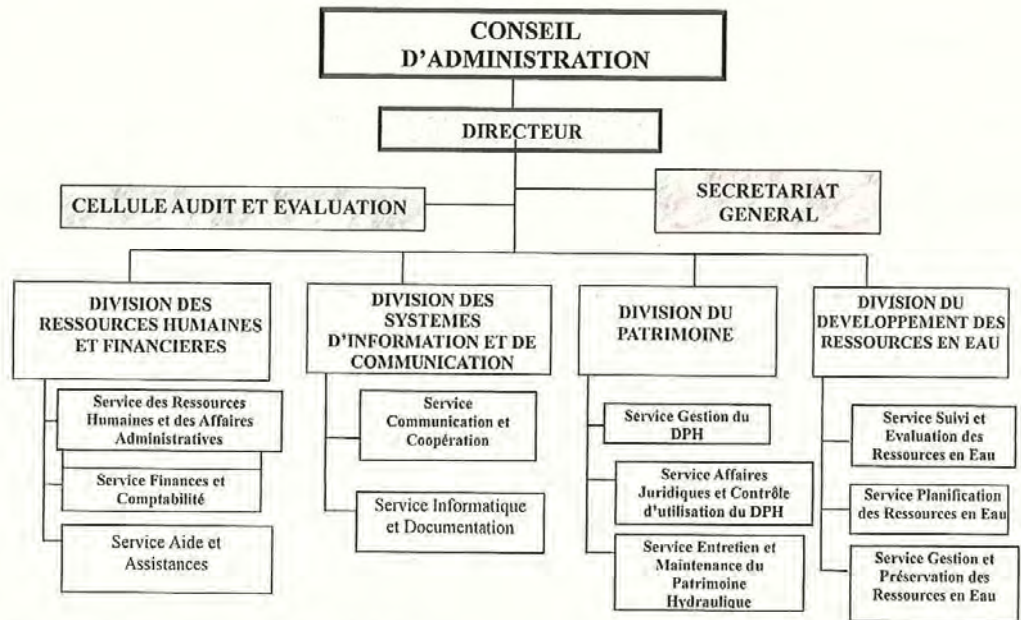 CONSEIL
D'ADMINISTRATION
DIRECTEUR
CELLULE AUDIT ET EVALUATION
SECRETARIAT
GENERAL
DIVISION DES
RESSOURCES HUMAINES
ET FINANCIERES
Service des Ressources
Humaines et des Affaires
Administratives
Service Finances et
Comptabilité
Service Aide et
Assistances
DIVISION DES
SYSTEMES
D'INFORMATION ET DE
COMMUNICATION
Service
Communication et
Coopération
Service Informatique
et Documentation
DIVISION DU
PATRIMOINE
Service Gestion du
DPH
Service Affaires
Juridiques et Contrôle
d'utilisation du DPH
Service Entretien et
Maintenance du
Patrimoine
Hydraulique
DIVISION DU
DEVELOPPEMENT DES
RESSOURCES EN EAU
Service Suivi et
Evaluation des
Ressources en Eau
Service Planification
des Ressources en Eau
Service Gestion et
Préservation des
Ressources en Eau